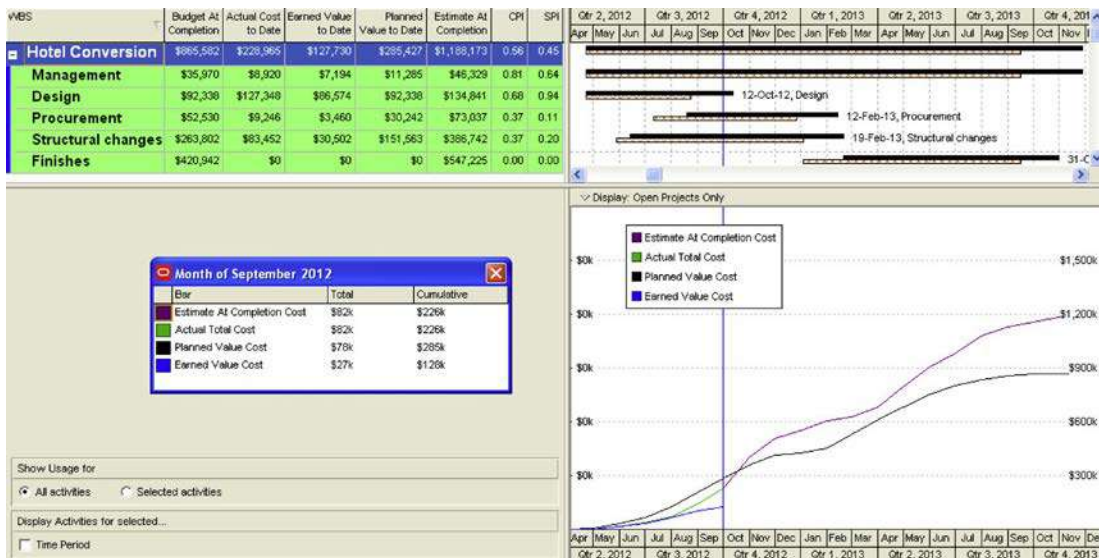 WBS
Budget At Completion
Actual Cost to Date
Earned Value to Date
Planned Value to Date
Estimate At Completion
CPI
SPI
Hotel Conversion $865,582 $228,965 $127,730 $285,427 $1,188,173 0.56 0.45
Management $35,970 $8,920 $7,194 $11,285 $46,329 0.81 0.64
Design $92,338 $127,348 $86,574 $92,338 $134,841 0.68 0.94
Procurement $52,530 $9,246 $3,460 $30,242 $73,037 0.37 0.11
Structural changes $263,802 $83,452 $30,502 $151,563 $386,742 0.37 0.20
Finishes $420,942 $0 $0 $0 $547,225 0.00 0.00
Qtr 2, 2012 Qtr 3, 2012 Qtr 4, 2012 Qtr 1, 2013 Qtr 2, 2013 Qtr 3, 2013 Qtr 4, 201
Apr May Jun Jul Aug Sep Oct Nov Dec Jan Feb Mar Apr May Jun Jul Aug Sep Oct Nov
12-Oct-12, Design
12-Feb-13, Procurement
19-Feb-13, Structural changes
31-O
Month of September 2012
Bar Total Cumulative
Estimate At Completion Cost $82k $226k
Actual Total Cost $82k $226k
Planned Value Cost $78k $285k
Earned Value Cost $27k $128k
Show Usage for
All activities Selected activities
Display Activities for selected...
Time Period
Display: Open Projects Only
Estimate At Completion Cost
Actual Total Cost
Planned Value Cost
Earned Value Cost
$0k $1,500k
$0k $1,200k
$0k $900k
$0k $600k
$0k $300k
Apr May Jun Jul Aug Sep Oct Nov Dec Jan Feb Mar Apr May Jun Jul Aug Sep Oct Nov De
Qtr 2, 2012 Qtr 3, 2012 Qtr 4, 2012 Qtr 1, 2013 Qtr 2, 2013 Qtr 3, 2013 Qtr 4, 2013